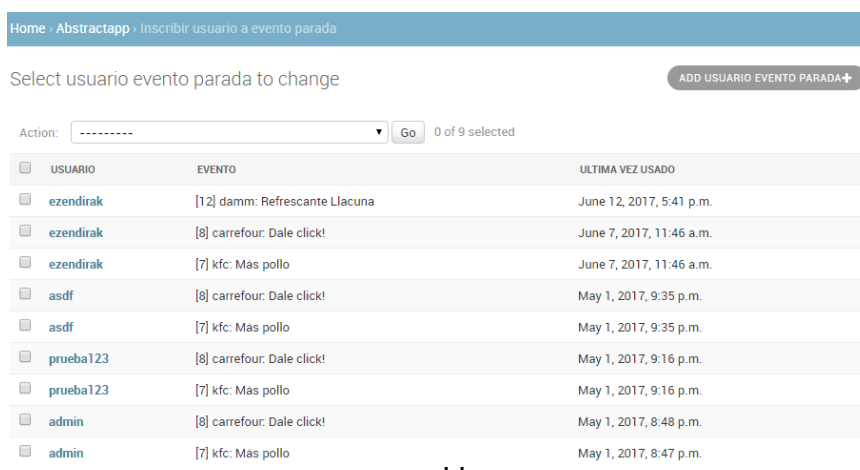 Home › Abstractapp › Inscribir usuario a evento parada
Select usuario evento parada to change
ADD USUARIO EVENTO PARADA+
Action: --------- Go 0 of 9 selected
USUARIO EVENTO ULTIMA VEZ USADO
ezendirak [12] damm: Refrescante Llacuna June 12, 2017, 5:41 p.m.
ezendirak [8] carrefour: Dale click! June 7, 2017, 11:46 a.m.
ezendirak [7] kfc: Mas pollo June 7, 2017, 11:46 a.m.
asdf [8] carrefour: Dale click! May 1, 2017, 9:35 p.m.
asdf [7] kfc: Mas pollo May 1, 2017, 9:35 p.m.
prueba123 [8] carrefour: Dale click! May 1, 2017, 9:16 p.m.
prueba123 [7] kfc: Mas pollo May 1, 2017, 9:16 p.m.
admin [8] carrefour: Dale click! May 1, 2017, 8:48 p.m.
admin [7] kfc: Mas pollo May 1, 2017, 8:47 p.m.